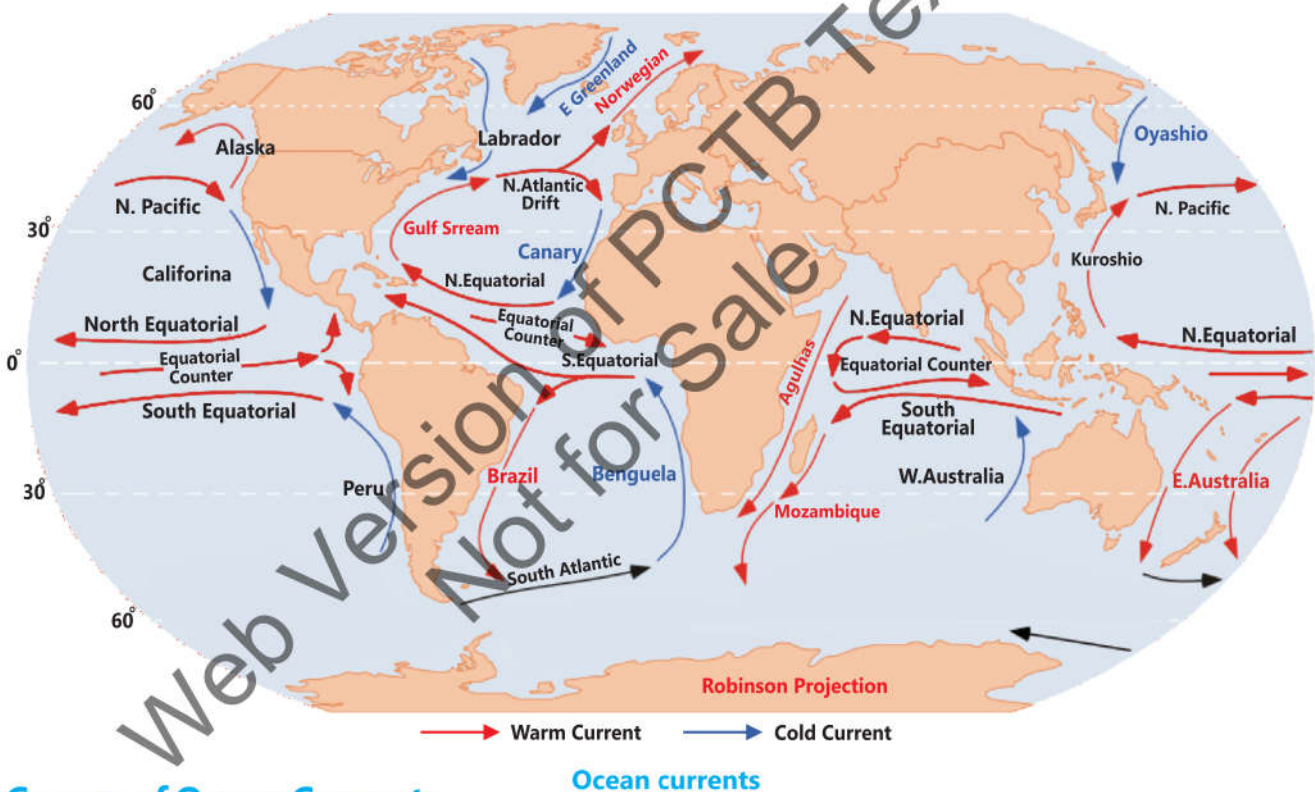 60°
E Greenland
Norwegian
Alaska
Labrador
Oyashio
N. Pacific
N.Atlantic
Drift
N. Pacific
30°
Gulf Srream
Canary
Kuroshio
Califorina
N.Equatorial
North Equatorial
Equatorial
Counter
N.Equatorial
N.Equatorial
0°
Equatorial
Counter
S.Equatorial
Equatorial Counter
Agulhas
South Equatorial
South
Equatorial
30°
Peru
Brazil
Benguela
W.Australia
E.Australia
Mozambique
South Atlantic
60°
Robinson Projection
Warm Current
Cold Current
Ocean currents
Web Version of PCTB Te
Not for Sale